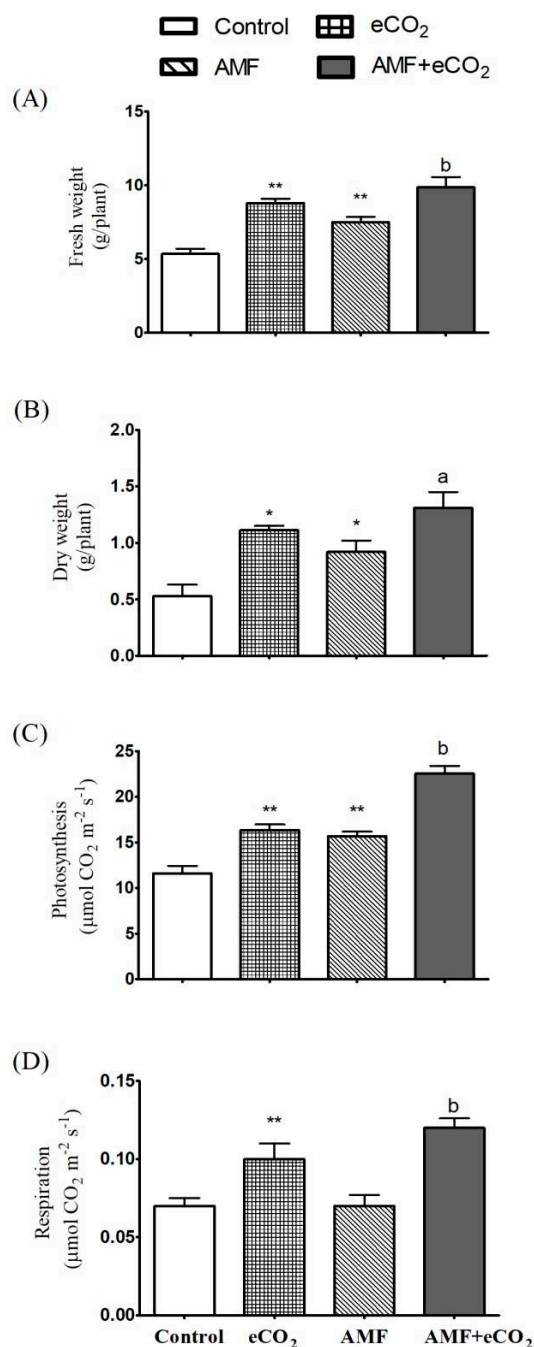 Control eCO₂
AMF AMF+eCO₂
(A)
Fresh weight
(g/plant)
15
10
5
0
**
**
b
(B)
Dry weight
(g/plant)
2.0
1.5
1.0
0.5
0.0
*
*
a
(C)
Photosynthesis
(µmol CO₂ m⁻² s⁻¹)
25
20
15
10
5
0
**
**
b
(D)
Respiration
(µmol CO₂ m⁻² s⁻¹)
0.15
0.10
0.05
0.00
**
b
Control eCO₂ AMF AMF+eCO₂